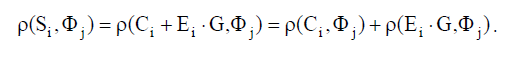 ρ(S_i,Φ_j) = ρ(C_i + E_i · G,Φ_j) = ρ(C_i,Φ_j) + ρ(E_i · G,Φ_j).